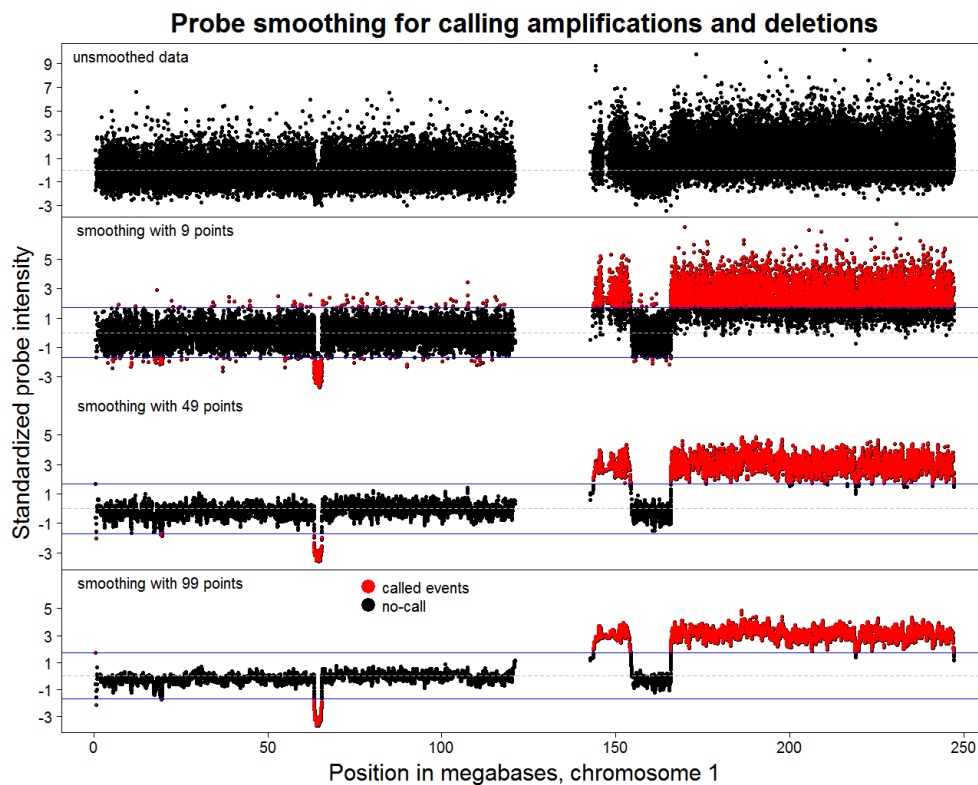 Probe smoothing for calling amplifications and deletions
unsmoothed data
9
7
5
3
1
-1
-3
smoothing with 9 points
5
3
1
-1
-3
smoothing with 49 points
5
3
1
-1
-3
smoothing with 99 points
called events
no-call
5
3
1
-1
-3
Standardized probe intensity
0 50 100 150 200 250
Position in megabases, chromosome 1